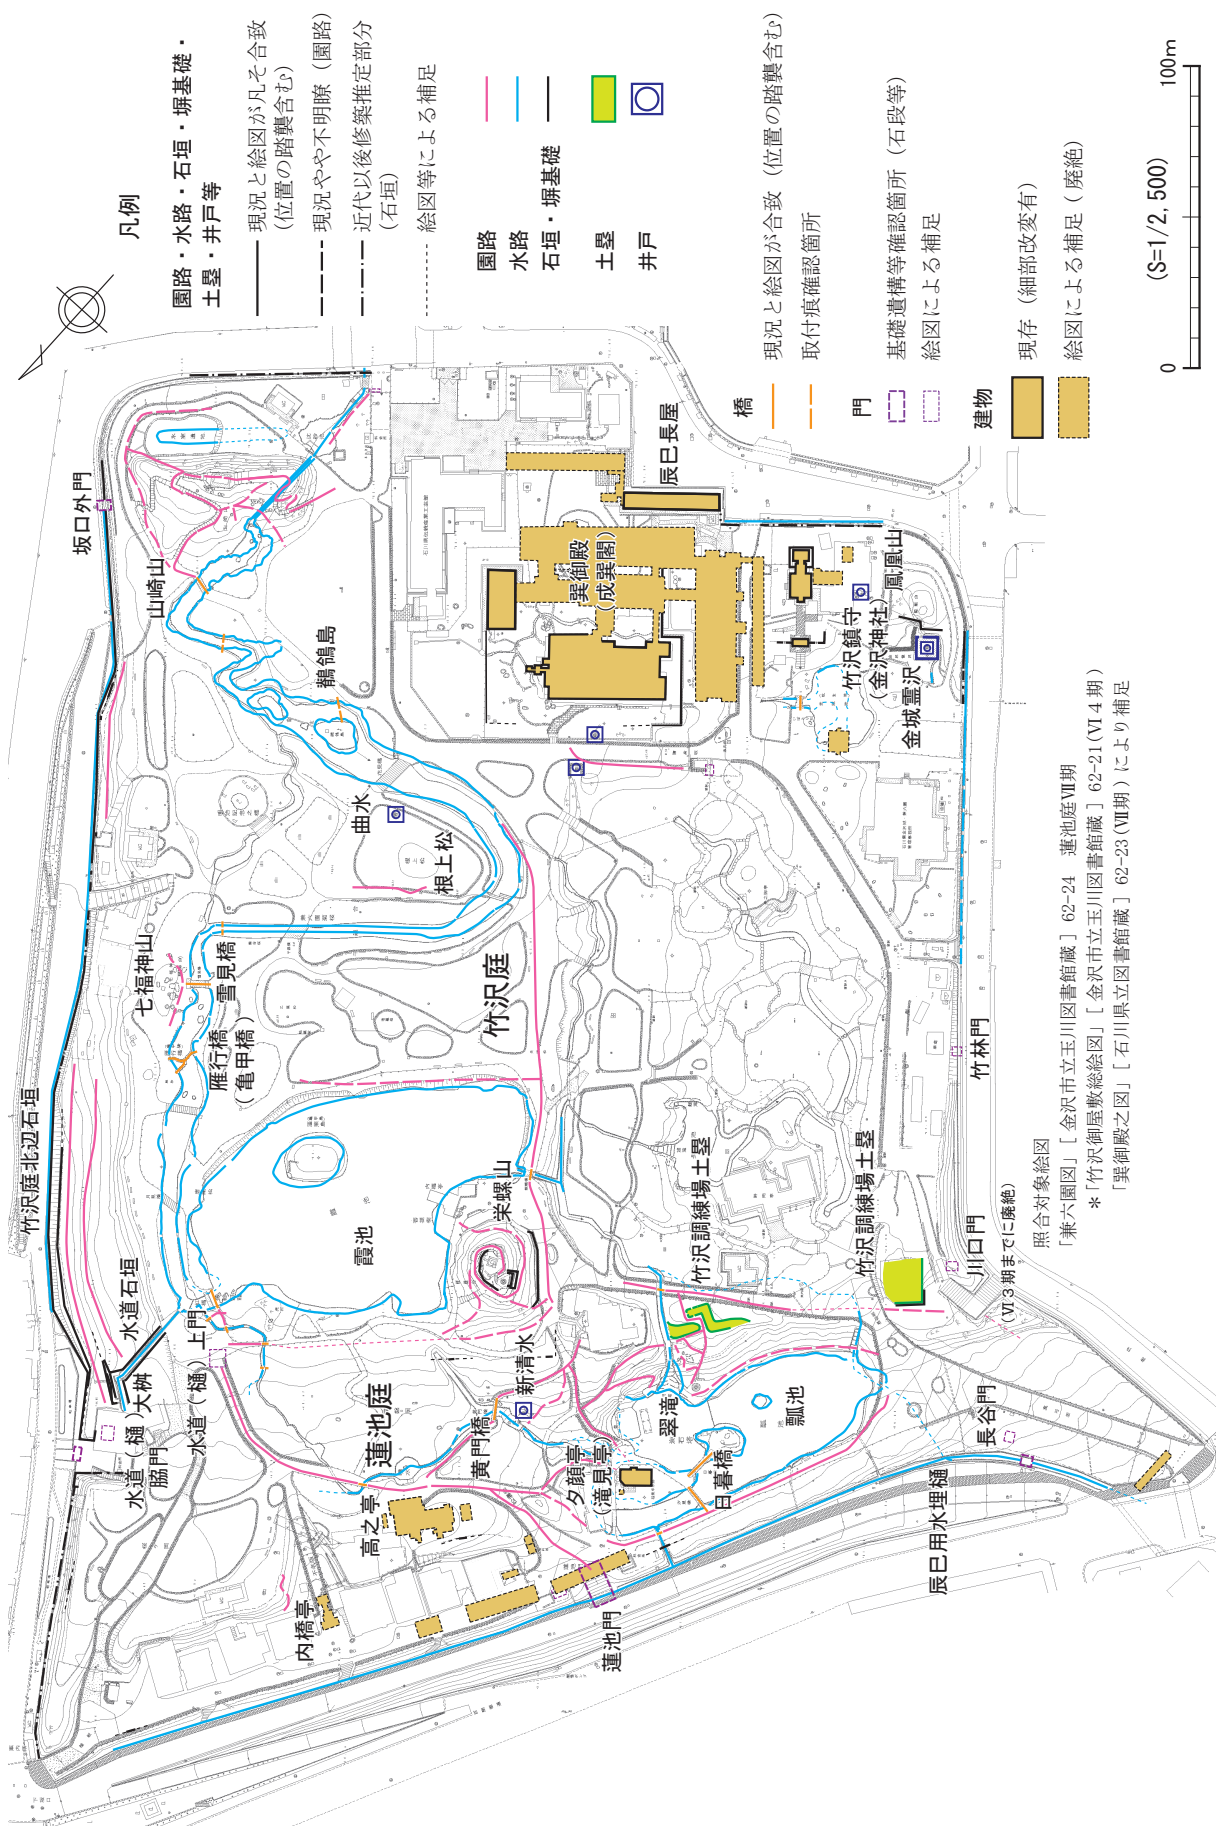 凡例
園路・水路・石垣・塀基礎・
土塁・井戸等
現況と絵図が凡そ合致
(位置の踏襲含む)
現況やや不明瞭（園路）
近代以後修築推定部分
(石垣)
絵図等による補足
園路
水路
石垣・塀基礎
土塁
井戸
橋
現況と絵図が合致（位置の踏襲含む）
取付痕確認箇所
門
基礎遺構等確認箇所（石段等）
絵図による補足
建物
現存（細部改変有）
絵図による補足（廃絶）
0
100m
(S=1/2,500)
坂口外門
山崎山
鶺鴒島
辰巳長屋
巽御殿
(成巽閣)
鳳凰山
竹沢鎮守
(金沢神社)
金城霊沢
曲水
根上松
七福神山
雪見橋
雁行橋
(亀甲橋)
竹沢庭
竹沢庭北辺石垣
霞池
栄螺山
竹沢調練場土塁
竹沢調練場土塁
竹林門
川口門
(Ⅵ3期までに廃絶)
水道石垣
大桝
上門
水道（樋）
水道（樋）
脇門
蓮池庭
新清水
黄門橋
翠滝
瓢池
夕顔亭
(滝見亭)
日暮橋
高之亭
内橋亭
蓮池門
長谷門
辰巳用水埋樋
照合対象絵図
「兼六園図」［金沢市立玉川図書館蔵］62-24　蓮池庭Ⅶ期
＊「竹沢御屋敷総絵図」［金沢市立玉川図書館蔵］62-21(Ⅵ4期)
「巽御殿之図」［石川県立図書館蔵］62-23(Ⅶ期)により補足